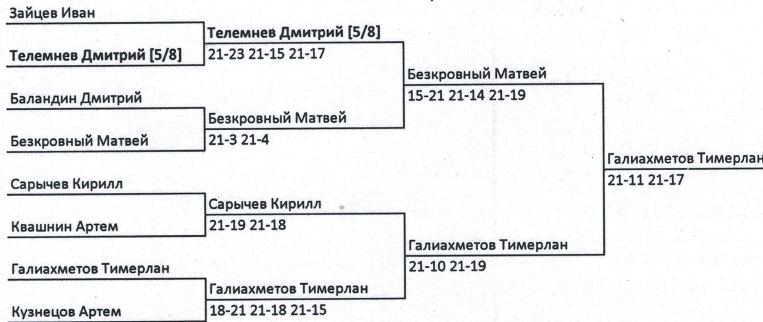 Зайцев Иван
Телемнев Дмитрий [5/8]
Телемнев Дмитрий [5/8]
21-23 21-15 21-17
Баландин Дмитрий
Безкровный Матвей
Безкровный Матвей
21-3 21-4
Безкровный Матвей
15-21 21-14 21-19
Сарычев Кирилл
Квашнин Артем
Сарычев Кирилл
21-19 21-18
Галиахметов Тимерлан
Кузнецов Артем
Галиахметов Тимерлан
18-21 21-18 21-15
Галиахметов Тимерлан
21-10 21-19
Галиахметов Тимерлан
21-11 21-17